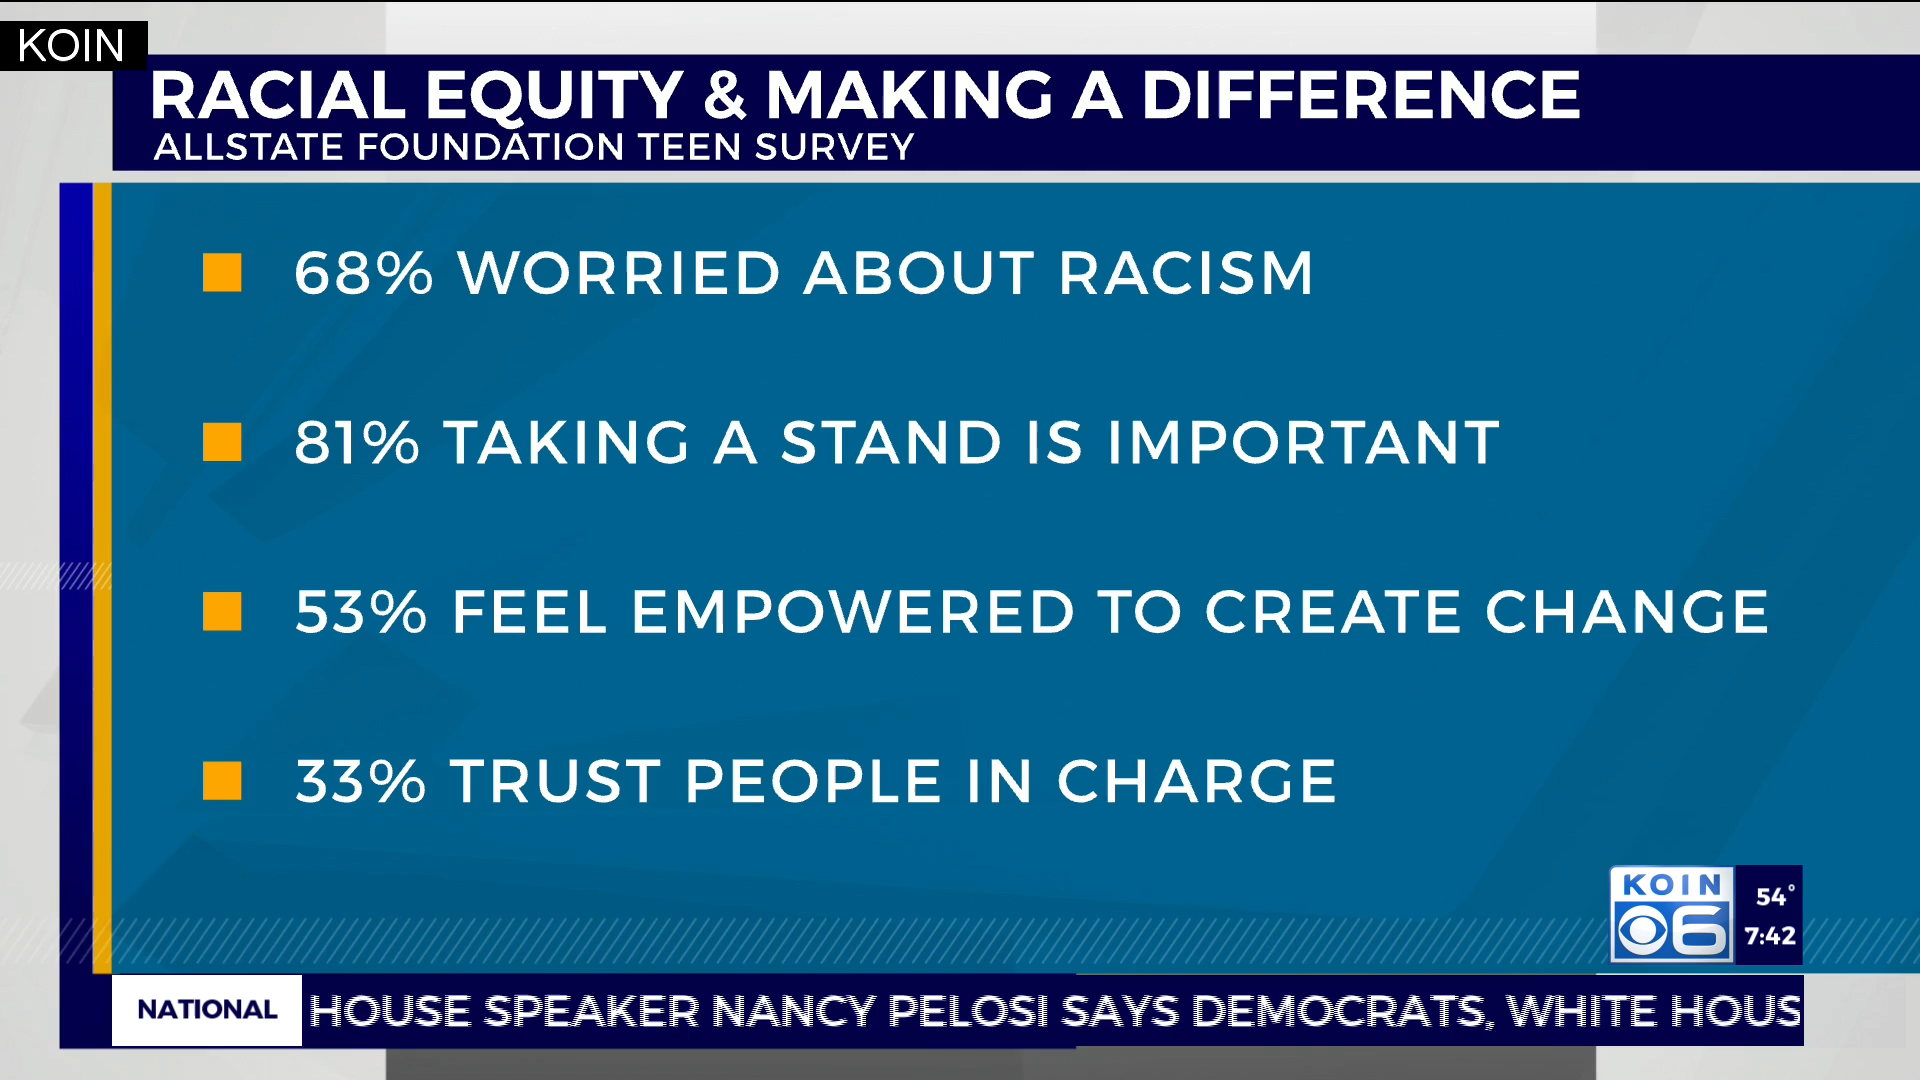 KOIN
RACIAL EQUITY & MAKING A DIFFERENCE
ALLSTATE FOUNDATION TEEN SURVEY
68% WORRIED ABOUT RACISM
81% TAKING A STAND IS IMPORTANT
53% FEEL EMPOWERED TO CREATE CHANGE
33% TRUST PEOPLE IN CHARGE
KOIN
6
54°
7:42
NATIONAL
HOUSE SPEAKER NANCY PELOSI SAYS DEMOCRATS, WHITE HOUS